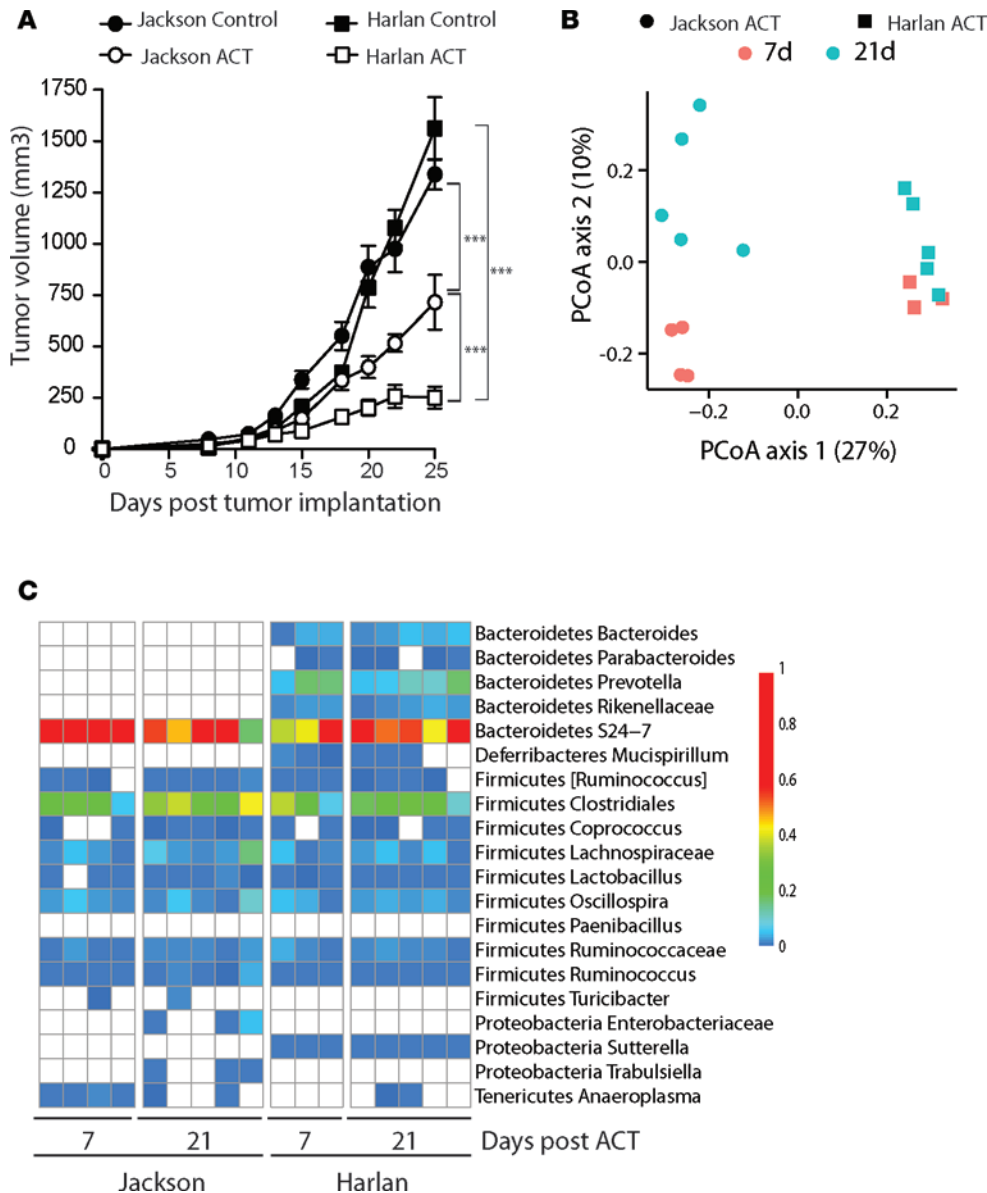 A
Jackson Control
Harlan Control
Jackson ACT
Harlan ACT
Tumor volume (mm3)
1750
1500
1250
1000
750
500
250
0
0 5 10 15 20 25
***
***
***
Days post tumor implantation
B
Jackson ACT
Harlan ACT
7d
21d
PCoA axis 2 (10%)
0.2
0.0
-0.2
−0.2 0.0 0.2
PCoA axis 1 (27%)
C
Bacteroidetes Bacteroides
Bacteroidetes Parabacteroides
Bacteroidetes Prevotella
Bacteroidetes Rikenellaceae
Bacteroidetes S24−7
Deferribacteres Mucispirillum
Firmicutes [Ruminococcus]
Firmicutes Clostridiales
Firmicutes Coprococcus
Firmicutes Lachnospiraceae
Firmicutes Lactobacillus
Firmicutes Oscillospira
Firmicutes Paenibacillus
Firmicutes Ruminococcaceae
Firmicutes Ruminococcus
Firmicutes Turicibacter
Proteobacteria Enterobacteriaceae
Proteobacteria Sutterella
Proteobacteria Trabulsiella
Tenericutes Anaeroplasma
1
0.8
0.6
0.4
0.2
0
7 21 7 21 Days post ACT
Jackson Harlan